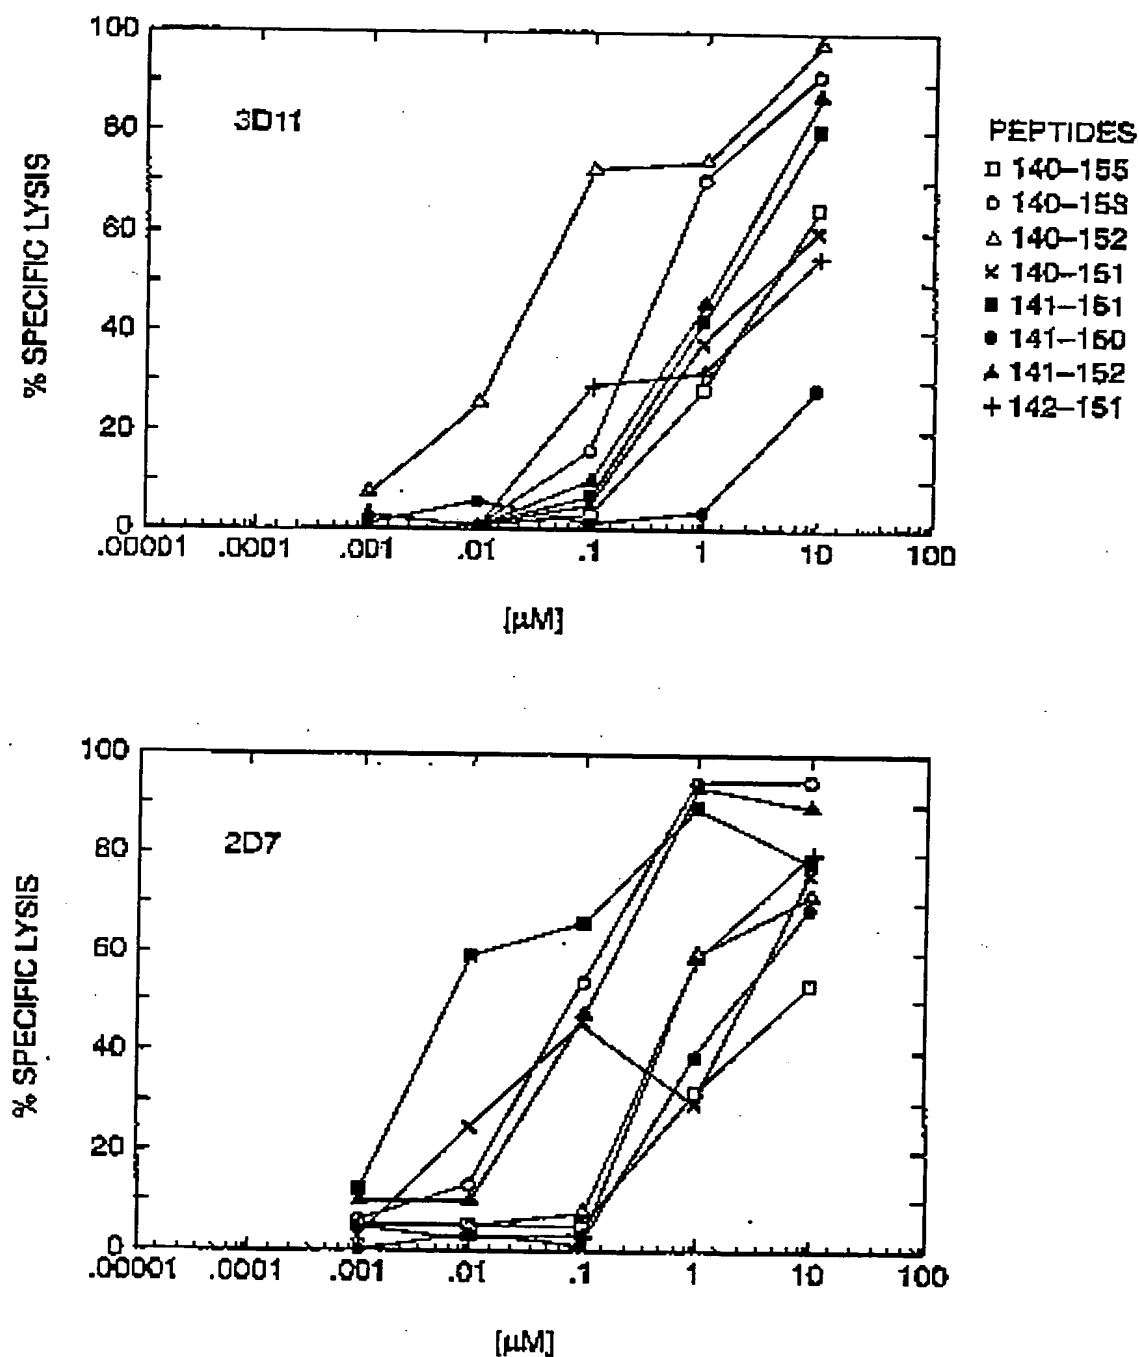 100
80
60
40
20
0
% SPECIFIC LYSIS
3D11
.00001 .0001 .001 .01 .1 1 10 100
[µM]
PEPTIDES
140–155
140–153
140–152
140–151
141–151
141–150
141–152
142–151
100
80
60
40
20
0
% SPECIFIC LYSIS
2D7
.00001 .0001 .001 .01 .1 1 10 100
[µM]